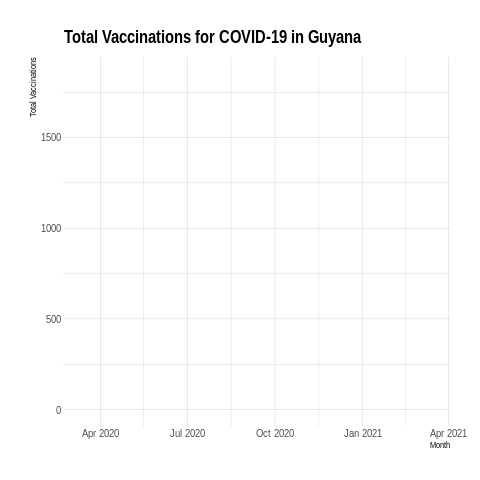 Total Vaccinations for COVID-19 in Guyana
Total Vaccinations
1500
1000
500
0
Apr 2020 Jul 2020 Oct 2020 Jan 2021 Apr 2021
Month